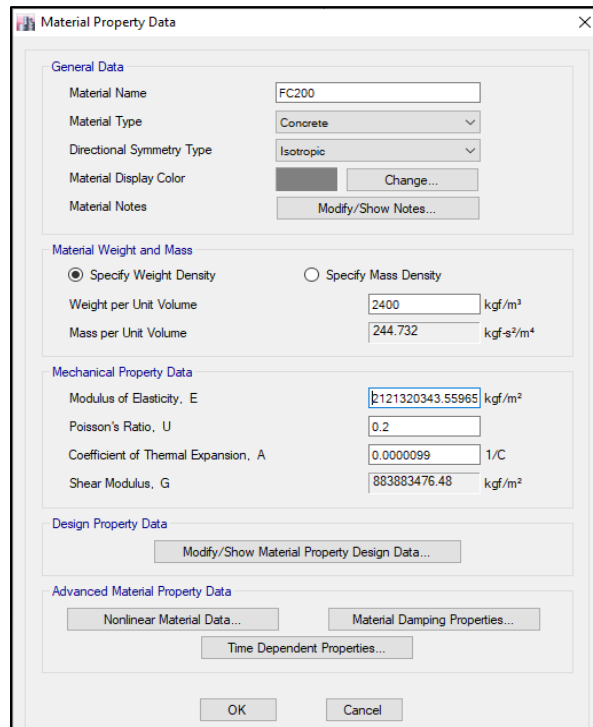 Material Property Data
General Data
Material Name FC200
Material Type Concrete
Directional Symmetry Type Isotropic
Material Display Color Change...
Material Notes Modify/Show Notes...
Material Weight and Mass
Specify Weight Density Specify Mass Density
Weight per Unit Volume 2400 kgf/m³
Mass per Unit Volume 244.732 kgf-s²/m⁴
Mechanical Property Data
Modulus of Elasticity, E 2121320343.55965 kgf/m²
Poisson's Ratio, U 0.2
Coefficient of Thermal Expansion, A 0.0000099 1/C
Shear Modulus, G 883883476.48 kgf/m²
Design Property Data
Modify/Show Material Property Design Data...
Advanced Material Property Data
Nonlinear Material Data... Material Damping Properties...
Time Dependent Properties...
OK Cancel